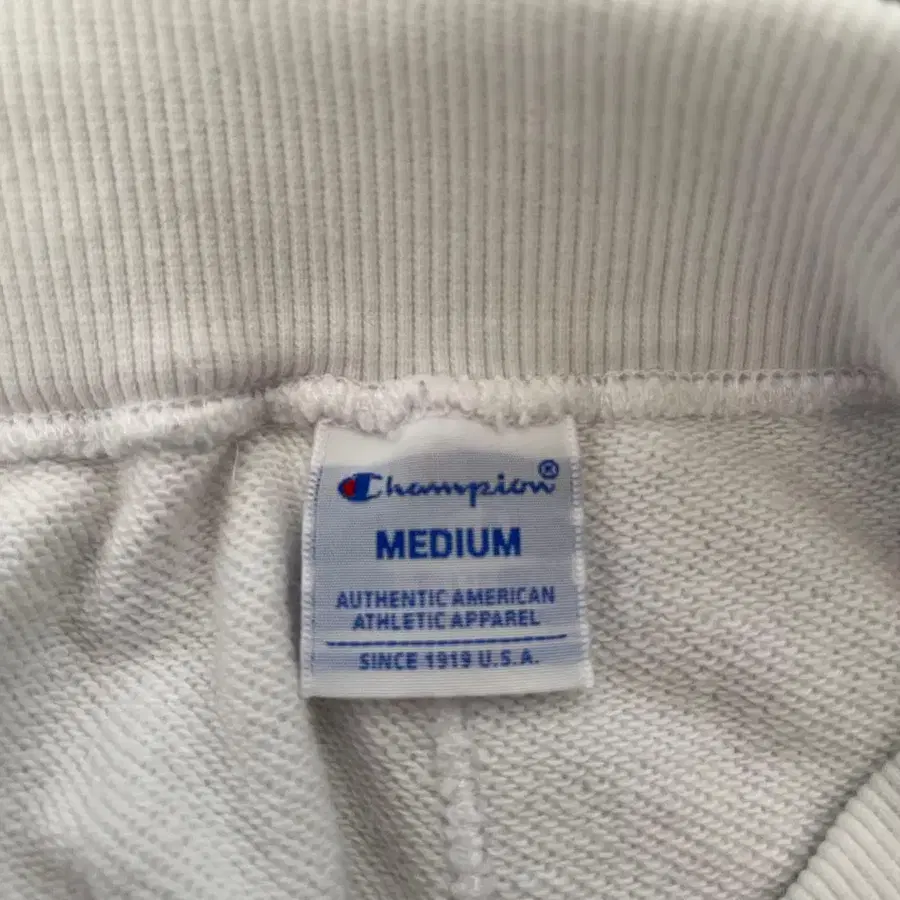 Champion®
MEDIUM
AUTHENTIC AMERICAN
ATHLETIC APPAREL
SINCE 1919 U.S.A.